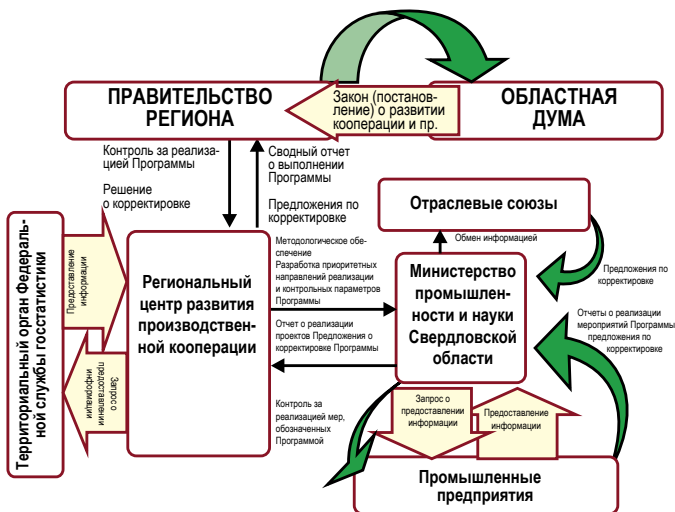 ПРАВИТЕЛЬСТВО
РЕГИОНА
Закон (постанов-
ление) о развитии
кооперации и пр.
ОБЛАСТНАЯ
ДУМА
Контроль за реализа-
цией Программы
Решение
о корректировке
Сводный отчет
о выполнении
Программы
Предложения по
корректировке
Отраслевые союзы
Обмен информацией
Предложения по
корректировке
Территориальный орган Федераль-
ной службы госстатистики
Предоставление
информации
Запрос о
предоставлении
информации
Региональный
центр развития
производствен-
ной кооперации
Методологическое обе-
спечение
Разработка приоритетных
направлений реализации
и контрольных параметров
Программы
Отчет о реализации
проектов Предложения о
корректировке Программы
Министерство
промышлен-
ности и науки
Свердловской
области
Отчеты о реализации
мероприятий Программы
предложения по
корректировке
Контроль за
реализацией мер,
обозначенных
Программой
Запрос о
предоставлении
информации
Предоставление
информации
Промышленные
предприятия